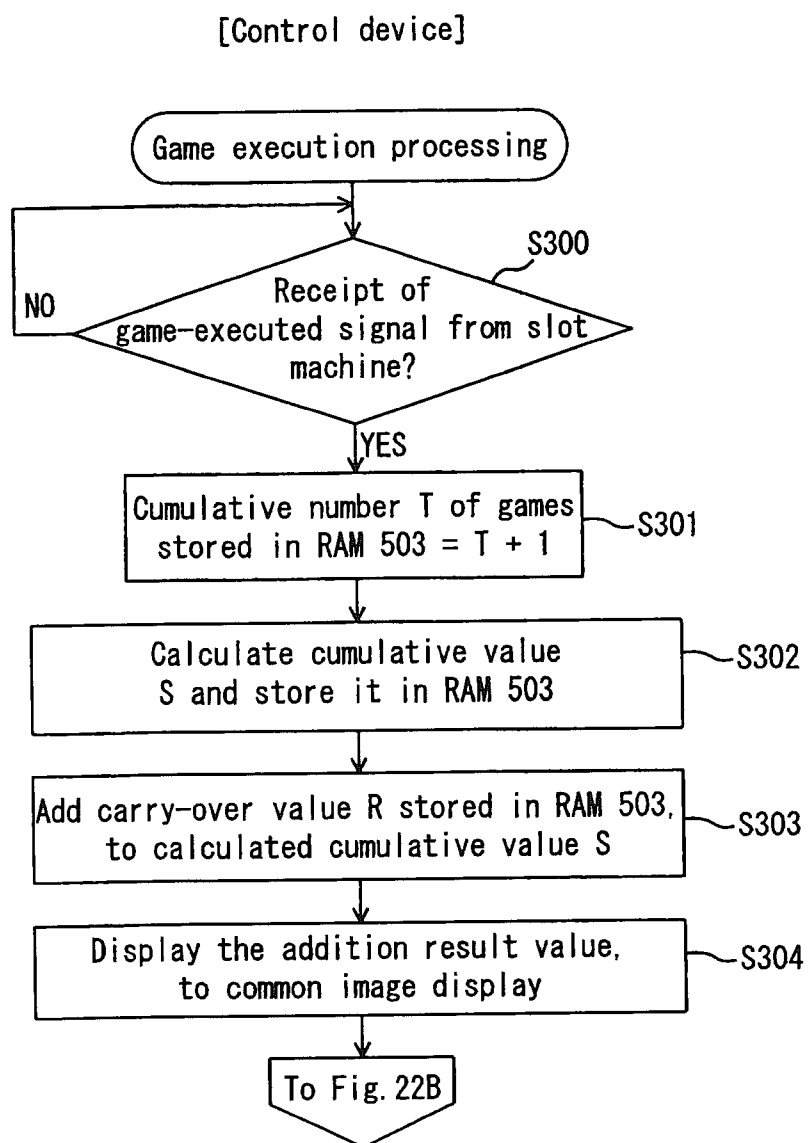 [Control device]
Game execution processing
S300
Receipt of
game-executed signal from slot
machine?
NO
YES
Cumulative number T of games
stored in RAM 503 = T + 1
S301
Calculate cumulative value
S and store it in RAM 503
S302
Add carry-over value R stored in RAM 503,
to calculated cumulative value S
S303
Display the addition result value,
to common image display
S304
To Fig. 22B